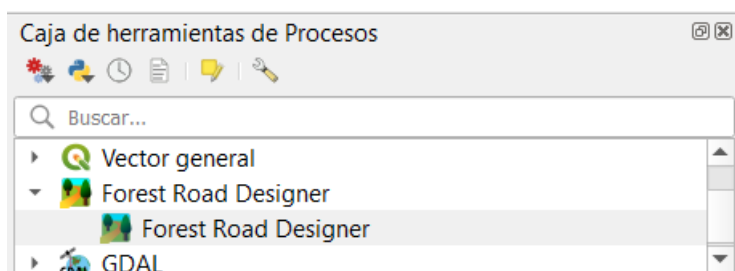 Caja de herramientas de Procesos
Buscar...
Vector general
Forest Road Designer
Forest Road Designer
GDAL